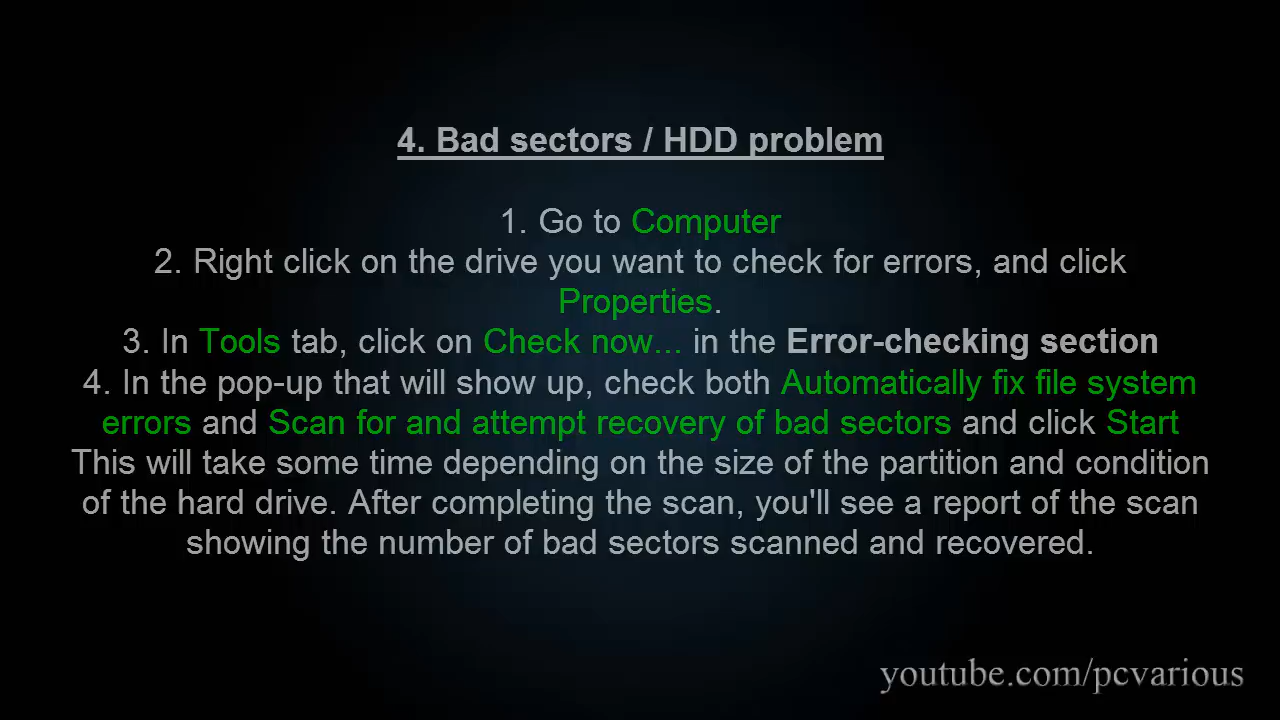 4. Bad sectors / HDD problem
1. Go to Computer
2. Right click on the drive you want to check for errors, and click
Properties.
3. In Tools tab, click on Check now... in the Error-checking section
4. In the pop-up that will show up, check both Automatically fix file system
errors and Scan for and attempt recovery of bad sectors and click Start
This will take some time depending on the size of the partition and condition
of the hard drive. After completing the scan, you'll see a report of the scan
showing the number of bad sectors scanned and recovered.
youtube.com/pcvarious